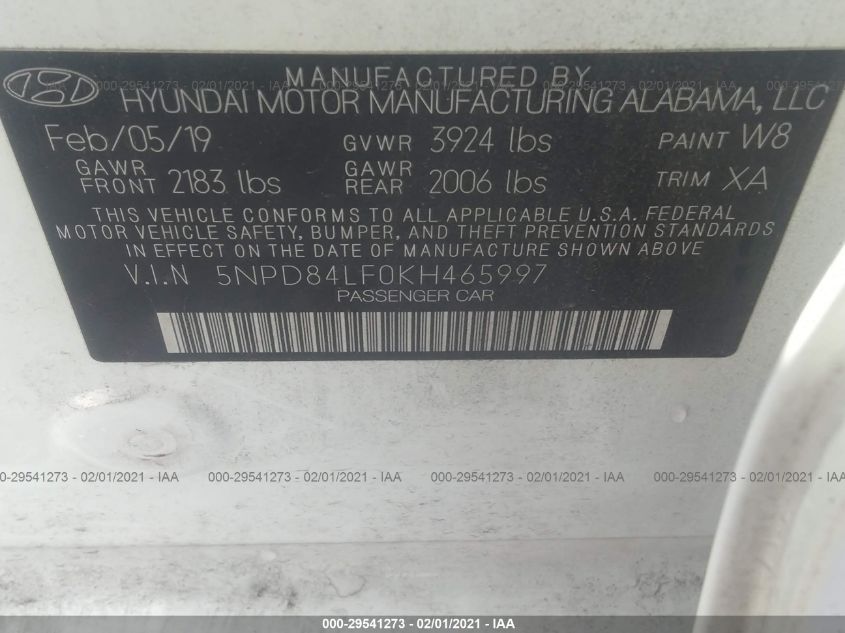 000-29541273 - 02/01/2021 - IAA
MANUFACTURED BY
HYUNDAI MOTOR MANUFACTURING ALABAMA, LLC
Feb/05/19 GVWR 3924 lbs PAINT W8
GAWR FRONT 2183 lbs GAWR REAR 2006 lbs TRIM XA
THIS VEHICLE CONFORMS TO ALL APPLICABLE U.S.A. FEDERAL
MOTOR VEHICLE SAFETY, BUMPER, AND THEFT PREVENTION STANDARDS
IN EFFECT ON THE DATE OF MANUFACTURE SHOWN ABOVE
V.I.N 5NPD84LF0KH465997
PASSENGER CAR
000-29541273 - 02/01/2021 - IAA 000-29541273 - 02/01/2021 - IAA 000-29541273 - 02/01/2021 - IAA
000-29541273 - 02/01/2021 - IAA